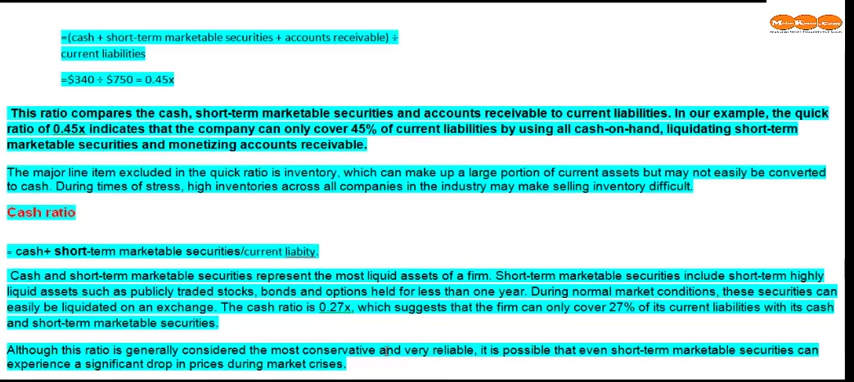 =(cash + short-term marketable securities + accounts receivable) ÷
current liabilities
=$340 ÷ $750 = 0.45x
This ratio compares the cash, short-term marketable securities and accounts receivable to current liabilities. In our example, the quick
ratio of 0.45x indicates that the company can only cover 45% of current liabilities by using all cash-on-hand, liquidating short-term
marketable securities and monetizing accounts receivable.
The major line item excluded in the quick ratio is inventory, which can make up a large portion of current assets but may not easily be converted
to cash. During times of stress, high inventories across all companies in the industry may make selling inventory difficult.
Cash ratio
= cash+ short-term marketable securities/current liabity.
Cash and short-term marketable securities represent the most liquid assets of a firm. Short-term marketable securities include short-term highly
liquid assets such as publicly traded stocks, bonds and options held for less than one year. During normal market conditions, these securities can
easily be liquidated on an exchange. The cash ratio is 0.27x, which suggests that the firm can only cover 27% of its current liabilities with its cash
and short-term marketable securities.
Although this ratio is generally considered the most conservative and very reliable, it is possible that even short-term marketable securities can
experience a significant drop in prices during market crises.